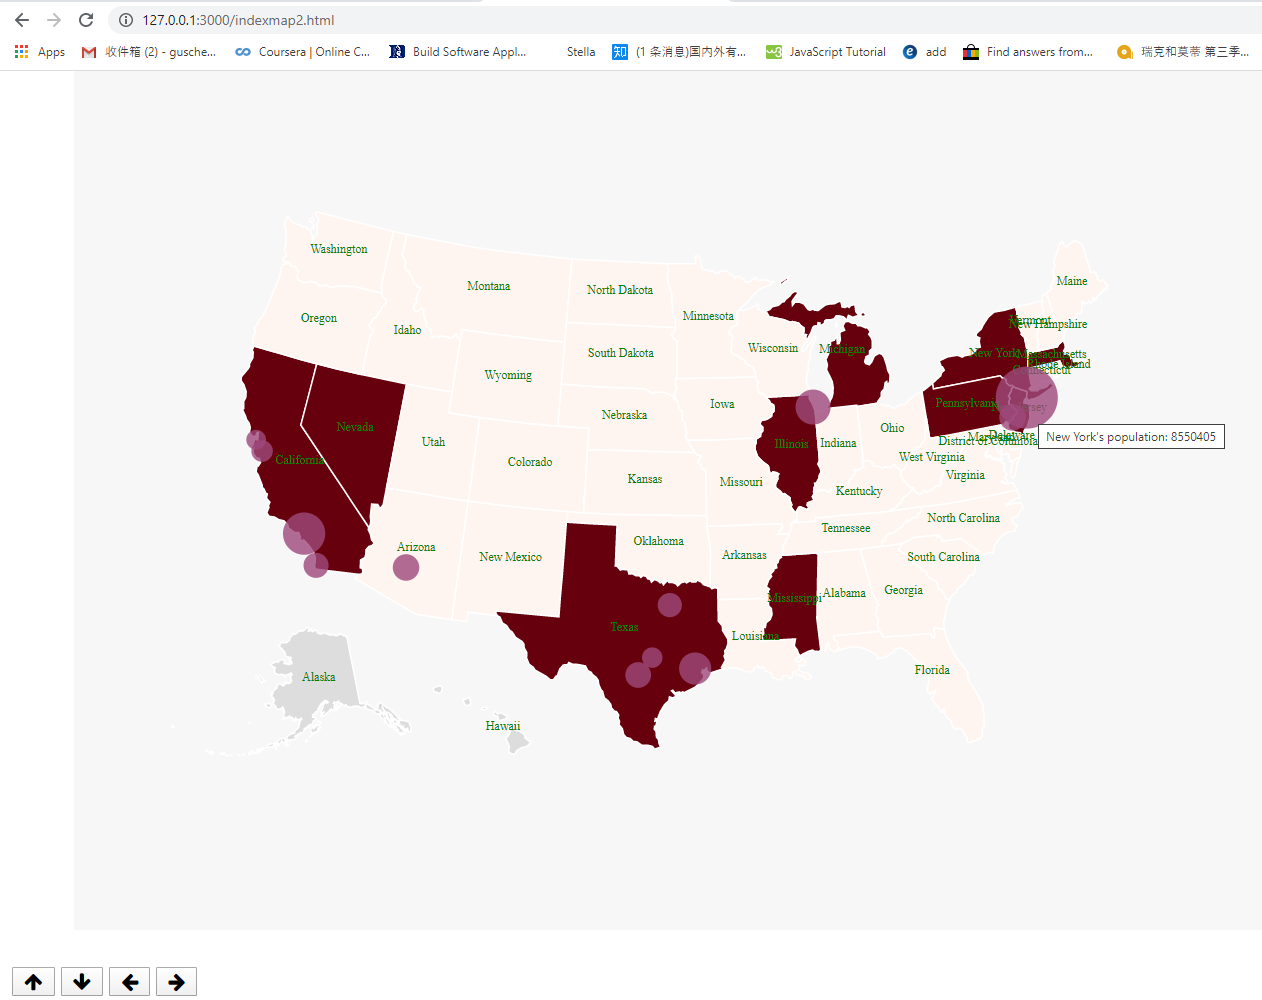 127.0.0.1:3000/indexmap2.html
Apps
收件箱 (2) - gusche...
Coursera | Online C...
Build Software Appl...
Stella
知
(1 条消息)国内外有...
w3
JavaScript Tutorial
e
add
Find answers from...
瑞克和莫蒂 第三季...
Washington
Montana
North Dakota
Minnesota
Maine
Oregon
Idaho
Vermont
New Hampshire
South Dakota
Wisconsin
Michigan
New York
Massachusetts
Rhode Island
Connecticut
Wyoming
Iowa
Nebraska
Pennsylvania
Nevada
Utah
Ohio
Illinois
Indiana
Delaware
District of Columbia
New York's population: 8550405
California
Colorado
West Virginia
Kansas
Missouri
Virginia
Kentucky
North Carolina
Tennessee
Oklahoma
Arizona
New Mexico
Arkansas
South Carolina
Georgia
Alabama
Mississippi
Texas
Louisiana
Florida
Alaska
Hawaii